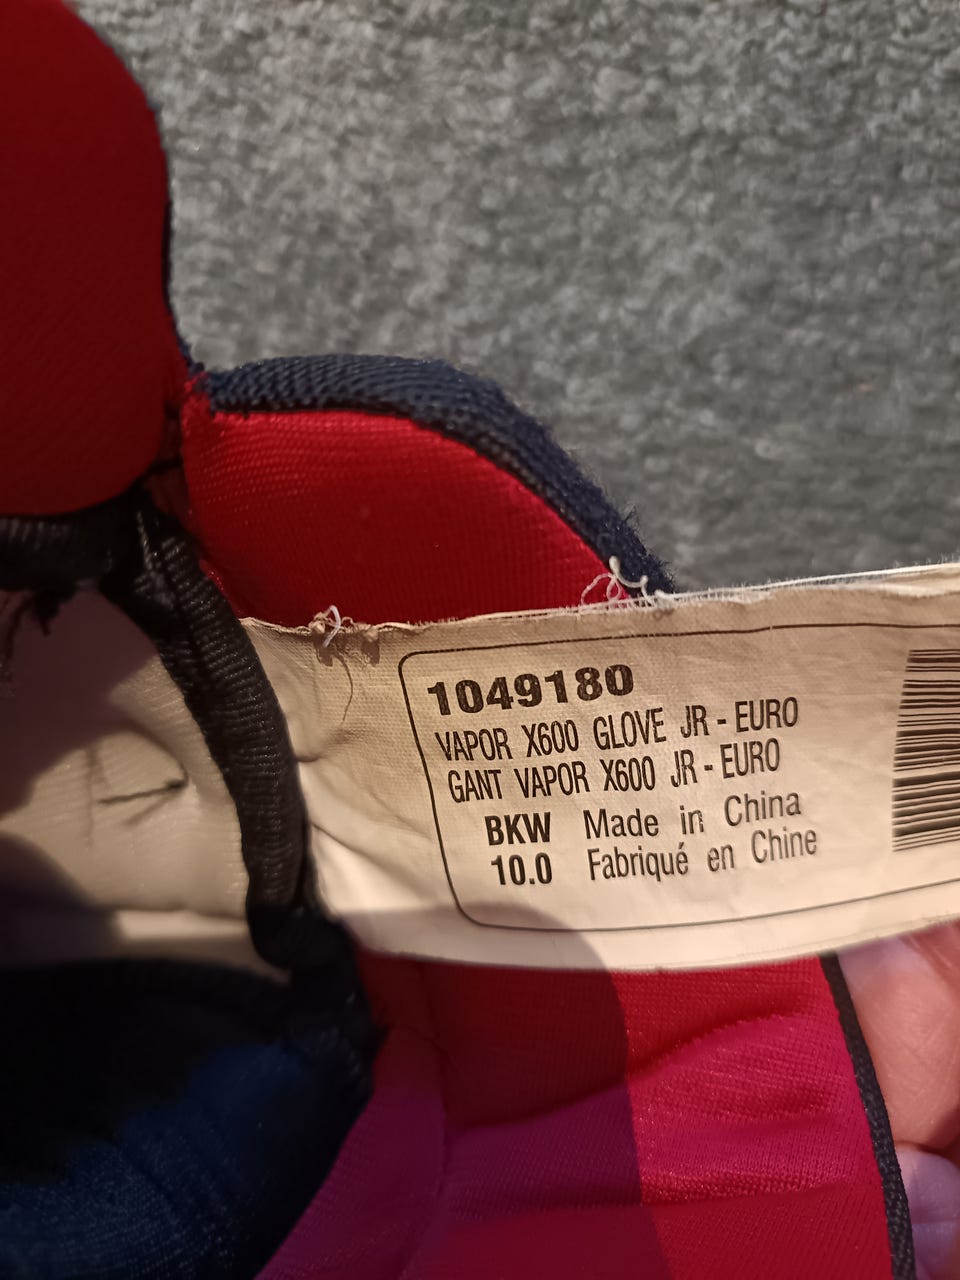 1049180
VAPOR X600 GLOVE JR - EURO
GANT VAPOR X600 JR - EURO
BKW Made in China
10.0 Fabriqué en Chine